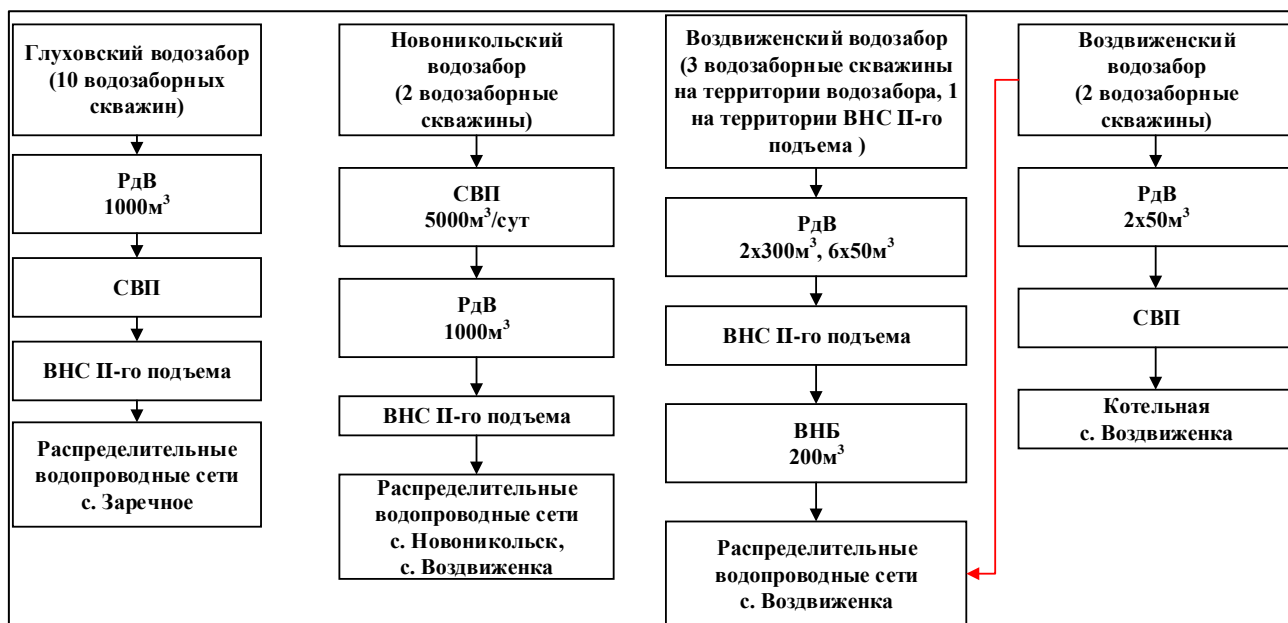 Глуховский водозабор
(10 водозаборных
скважин)
РдВ
1000м³
СВП
ВНС II-го подъема
Распределительные
водопроводные сети
с. Заречное
Новоникольский
водозабор
(2 водозаборные
скважины)
СВП
5000м³/сут
РдВ
1000м³
ВНС II-го подъема
Распределительные
водопроводные сети
с. Новоникольск,
с. Воздвиженка
Воздвиженский водозабор
(3 водозаборные скважины
на территории водозабора, 1
на территории ВНС II-го
подъема )
РдВ
2х300м³, 6х50м³
ВНС II-го подъема
ВНБ
200м³
Распределительные
водопроводные сети
с. Воздвиженка
Воздвиженский
водозабор
(2 водозаборные
скважины)
РдВ
2х50м³
СВП
Котельная
с. Воздвиженка